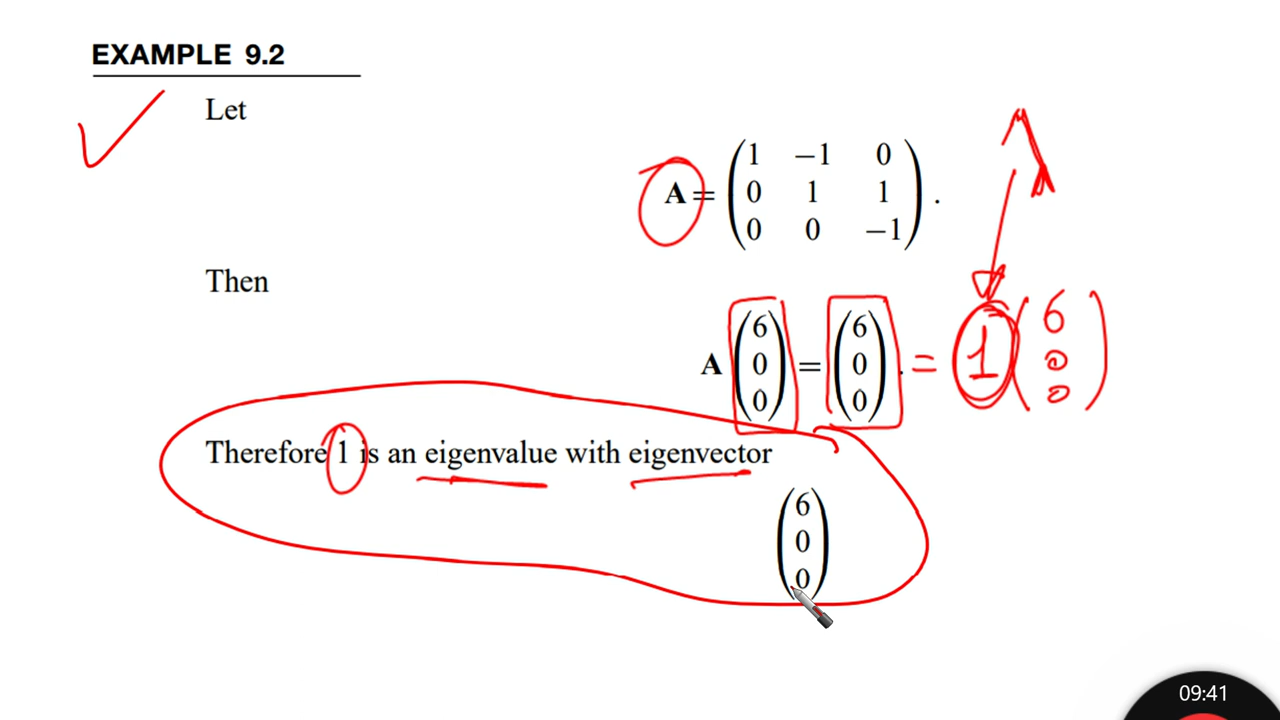 EXAMPLE 9.2
Let
A = (1 −1 0
0 1 1
0 0 −1).
Then
A (6 0 0) = (6 0 0). = 1 (6 0 0)
λ
Therefore 1 is an eigenvalue with eigenvector
(6
0
0)
09:41